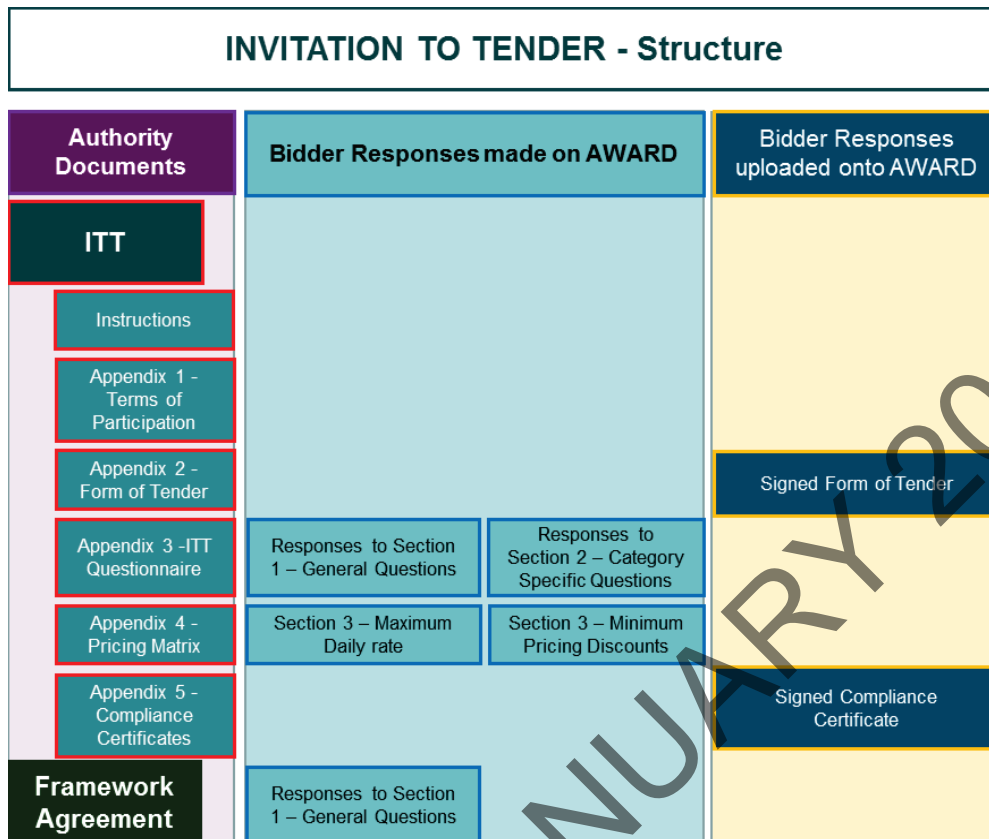 INVITATION TO TENDER - Structure
Authority
Documents
Bidder Responses made on AWARD
Bidder Responses
uploaded onto AWARD
ITT
Instructions
Appendix 1 -
Terms of
Participation
Appendix 2 -
Form of Tender
Signed Form of Tender
Appendix 3 -ITT
Questionnaire
Responses to Section
1 – General Questions
Responses to
Section 2 – Category
Specific Questions
Appendix 4 -
Pricing Matrix
Section 3 – Maximum
Daily rate
Section 3 – Minimum
Pricing Discounts
Appendix 5 -
Compliance
Certificates
Signed Compliance
Certificate
Framework
Agreement
Responses to Section
1 – General Questions
NUARY 20